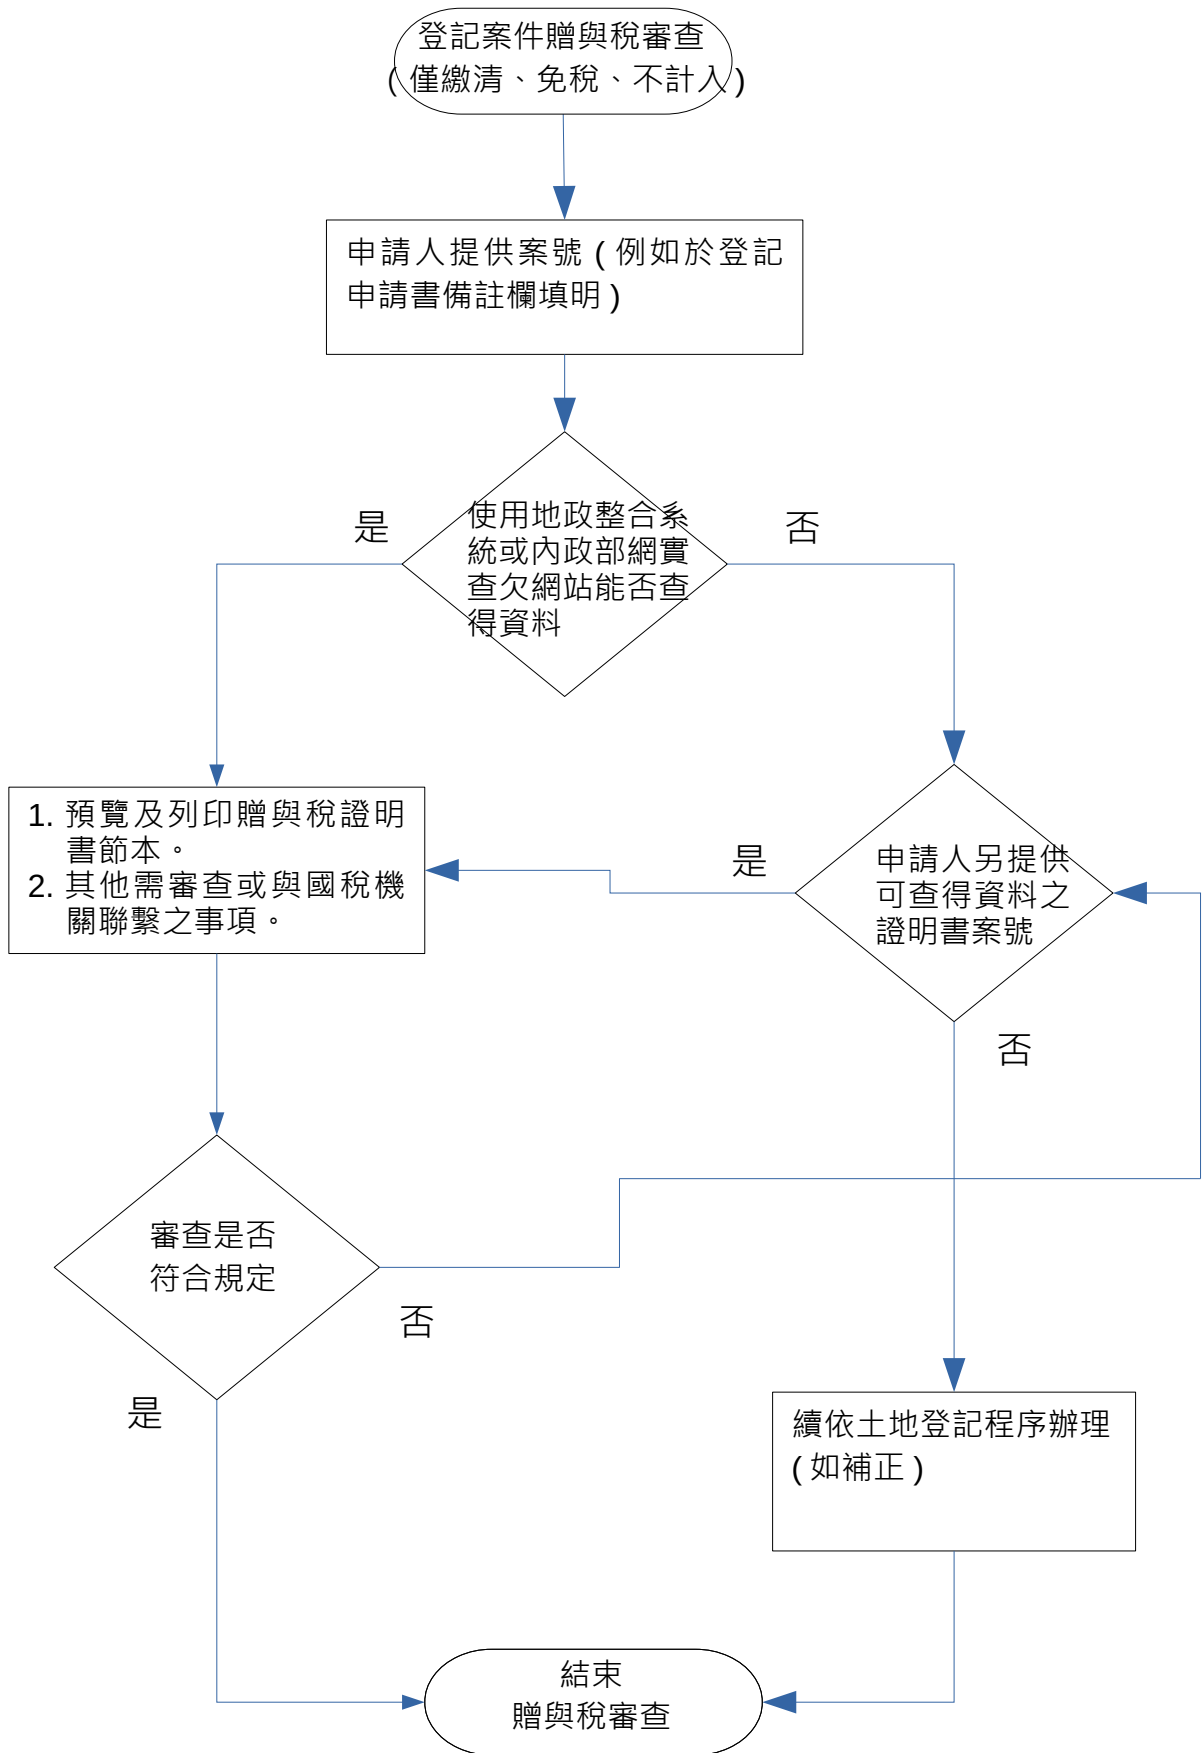 登記案件贈與稅審查
(僅繳清、免稅、不計入)
申請人提供案號(例如於登記
申請書備註欄填明)
是
否
使用地政整合系
統或內政部網實
查欠網站能否查
得資料
1. 預覽及列印贈與稅證明
書節本。
2. 其他需審查或與國稅機
關聯繫之事項。
是
申請人另提供
可查得資料之
證明書案號
否
審查是否
符合規定
否
是
續依土地登記程序辦理
(如補正)
結束
贈與稅審查